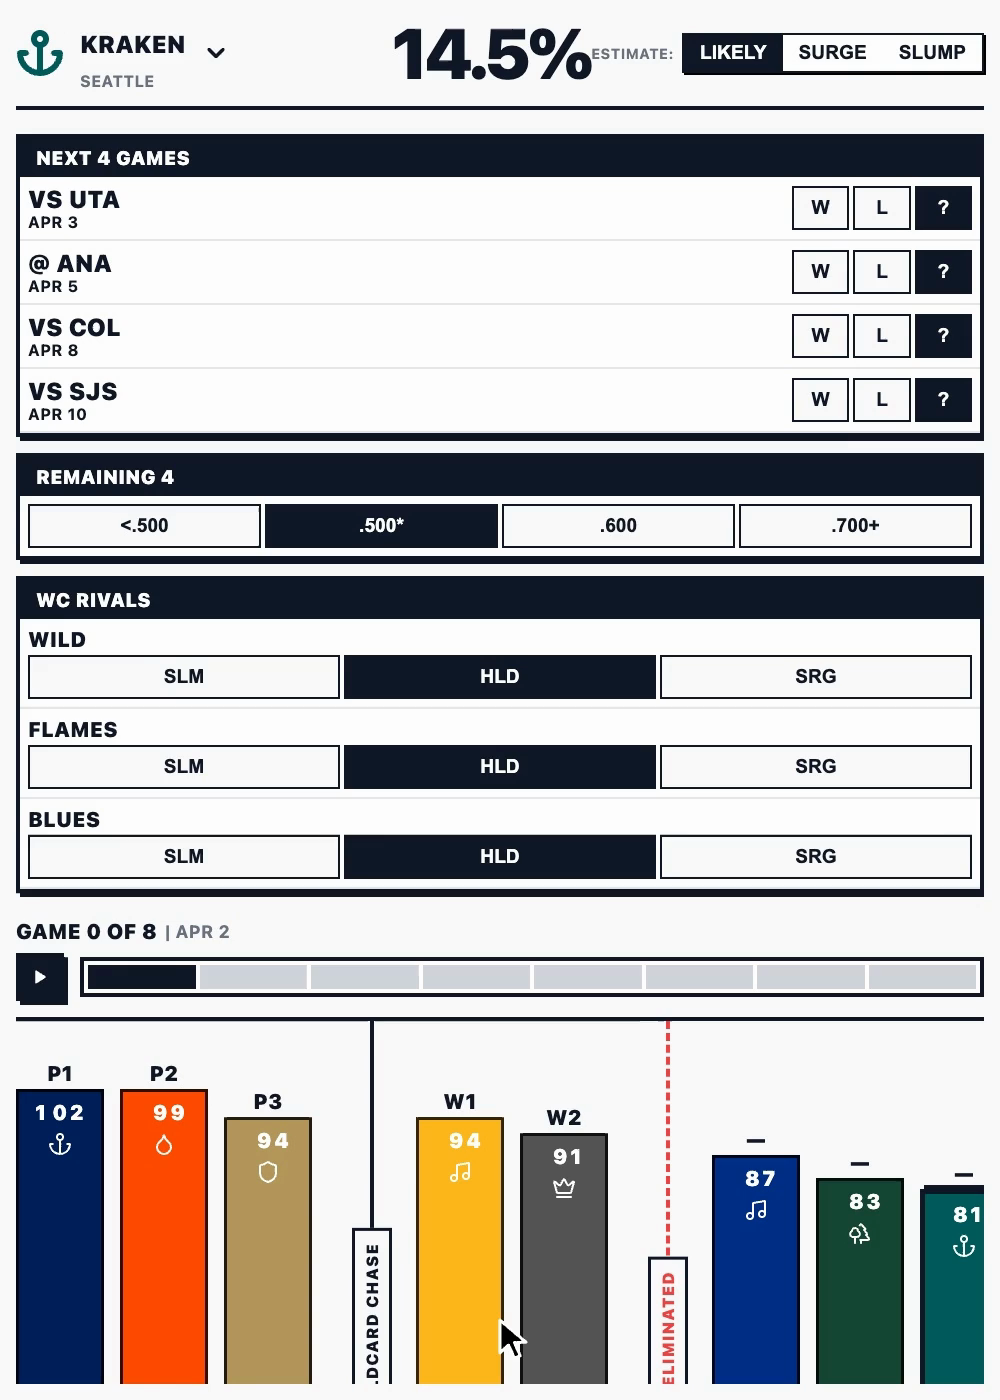 KRAKEN
SEATTLE
14.5%
ESTIMATE:
LIKELY SURGE SLUMP
NEXT 4 GAMES
VS UTA
APR 3
W L ?
@ ANA
APR 5
W L ?
VS COL
APR 8
W L ?
VS SJS
APR 10
W L ?
REMAINING 4
<.500 .500* .600 .700+
WC RIVALS
WILD
SLM HLD SRG
FLAMES
SLM HLD SRG
BLUES
SLM HLD SRG
GAME 0 OF 8 | APR 2
P1
102
P2
99
P3
94
LDCARD CHASE
W1
94
W2
91
ELIMINATED
—
87
—
83
—
81